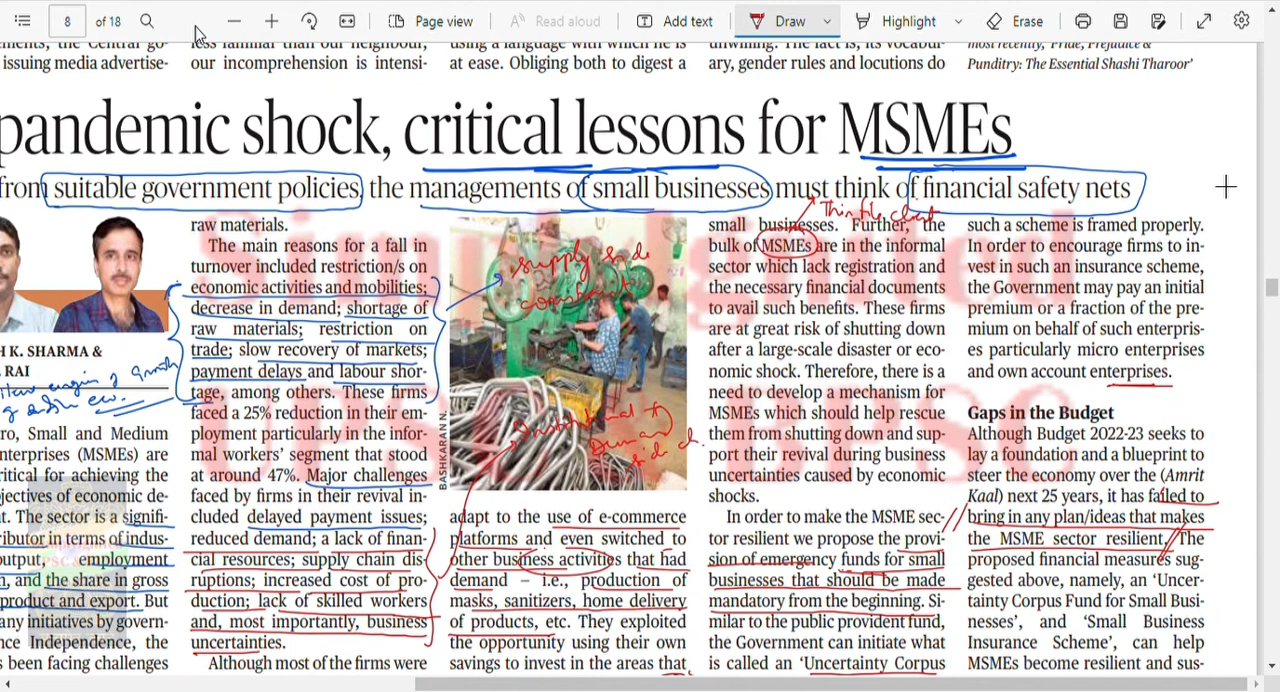 8 of 18
Page view
Read aloud
Add text
Draw
Highlight
Erase
issuing media advertise-
less familiar than our neighbour,
our incomprehension is intensi-
using a language with which he is
at ease. Obliging both to digest a
unwilling. The fact is, its vocabu-
ary, gender rules and locutions do
most recently, 'Pride, Prejudice &
Punditry: The Essential Shashi Tharoor'
pandemic shock, critical lessons for MSMEs
from suitable government policies, the managements of small businesses must think of financial safety nets
H K. SHARMA &
RAI
ro, Small and Medium
nterprises (MSMEs) are
ritical for achieving the
jectives of economic de-
t. The sector is a signifi-
ributor in terms of indus-
output, employment
n, and the share in gross
product and export. But
any initiatives by govern-
nce Independence, the
s been facing challenges
raw materials.
The main reasons for a fall in
turnover included restriction/s on
economic activities and mobilities;
decrease in demand; shortage of
raw materials; restriction on
trade; slow recovery of markets;
payment delays and labour shor-
tage, among others. These firms
faced a 25% reduction in their em-
ployment particularly in the infor-
mal workers' segment that stood
at around 47%. Major challenges
faced by firms in their revival in-
cluded delayed payment issues;
reduced demand; a lack of finan-
cial resources; supply chain dis-
ruptions; increased cost of pro-
duction; lack of skilled workers
and, most importantly, business
uncertainties.
Although most of the firms were
supply side
constraint
Institutional
Demand
side
BASHKARAN N.
adapt to the use of e-commerce
platforms and even switched to
other business activities that had
demand – i.e., production of
masks, sanitizers, home delivery
of products, etc. They exploited
the opportunity using their own
savings to invest in the areas that
Thin file client
small businesses. Further, the
bulk of MSMEs are in the informal
sector which lack registration and
the necessary financial documents
to avail such benefits. These firms
are at great risk of shutting down
after a large-scale disaster or eco-
nomic shock. Therefore, there is a
need to develop a mechanism for
MSMEs which should help rescue
them from shutting down and sup-
port their revival during business
uncertainties caused by economic
shocks.
In order to make the MSME sec-
tor resilient we propose the provi-
sion of emergency funds for small
businesses that should be made
mandatory from the beginning. Si-
milar to the public provident fund,
the Government can initiate what
is called an 'Uncertainty Corpus
such a scheme is framed properly.
In order to encourage firms to in-
vest in such an insurance scheme,
the Government may pay an initial
premium or a fraction of the pre-
mium on behalf of such enterpris-
es particularly micro enterprises
and own account enterprises.
Gaps in the Budget
Although Budget 2022-23 seeks to
lay a foundation and a blueprint to
steer the economy over the (Amrit
Kaal) next 25 years, it has failed to
bring in any plan/ideas that makes
the MSME sector resilient. The
proposed financial measures sug-
gested above, namely, an 'Uncer-
tainty Corpus Fund for Small Busi-
nesses', and 'Small Business
Insurance Scheme', can help
MSMEs become resilient and sus-